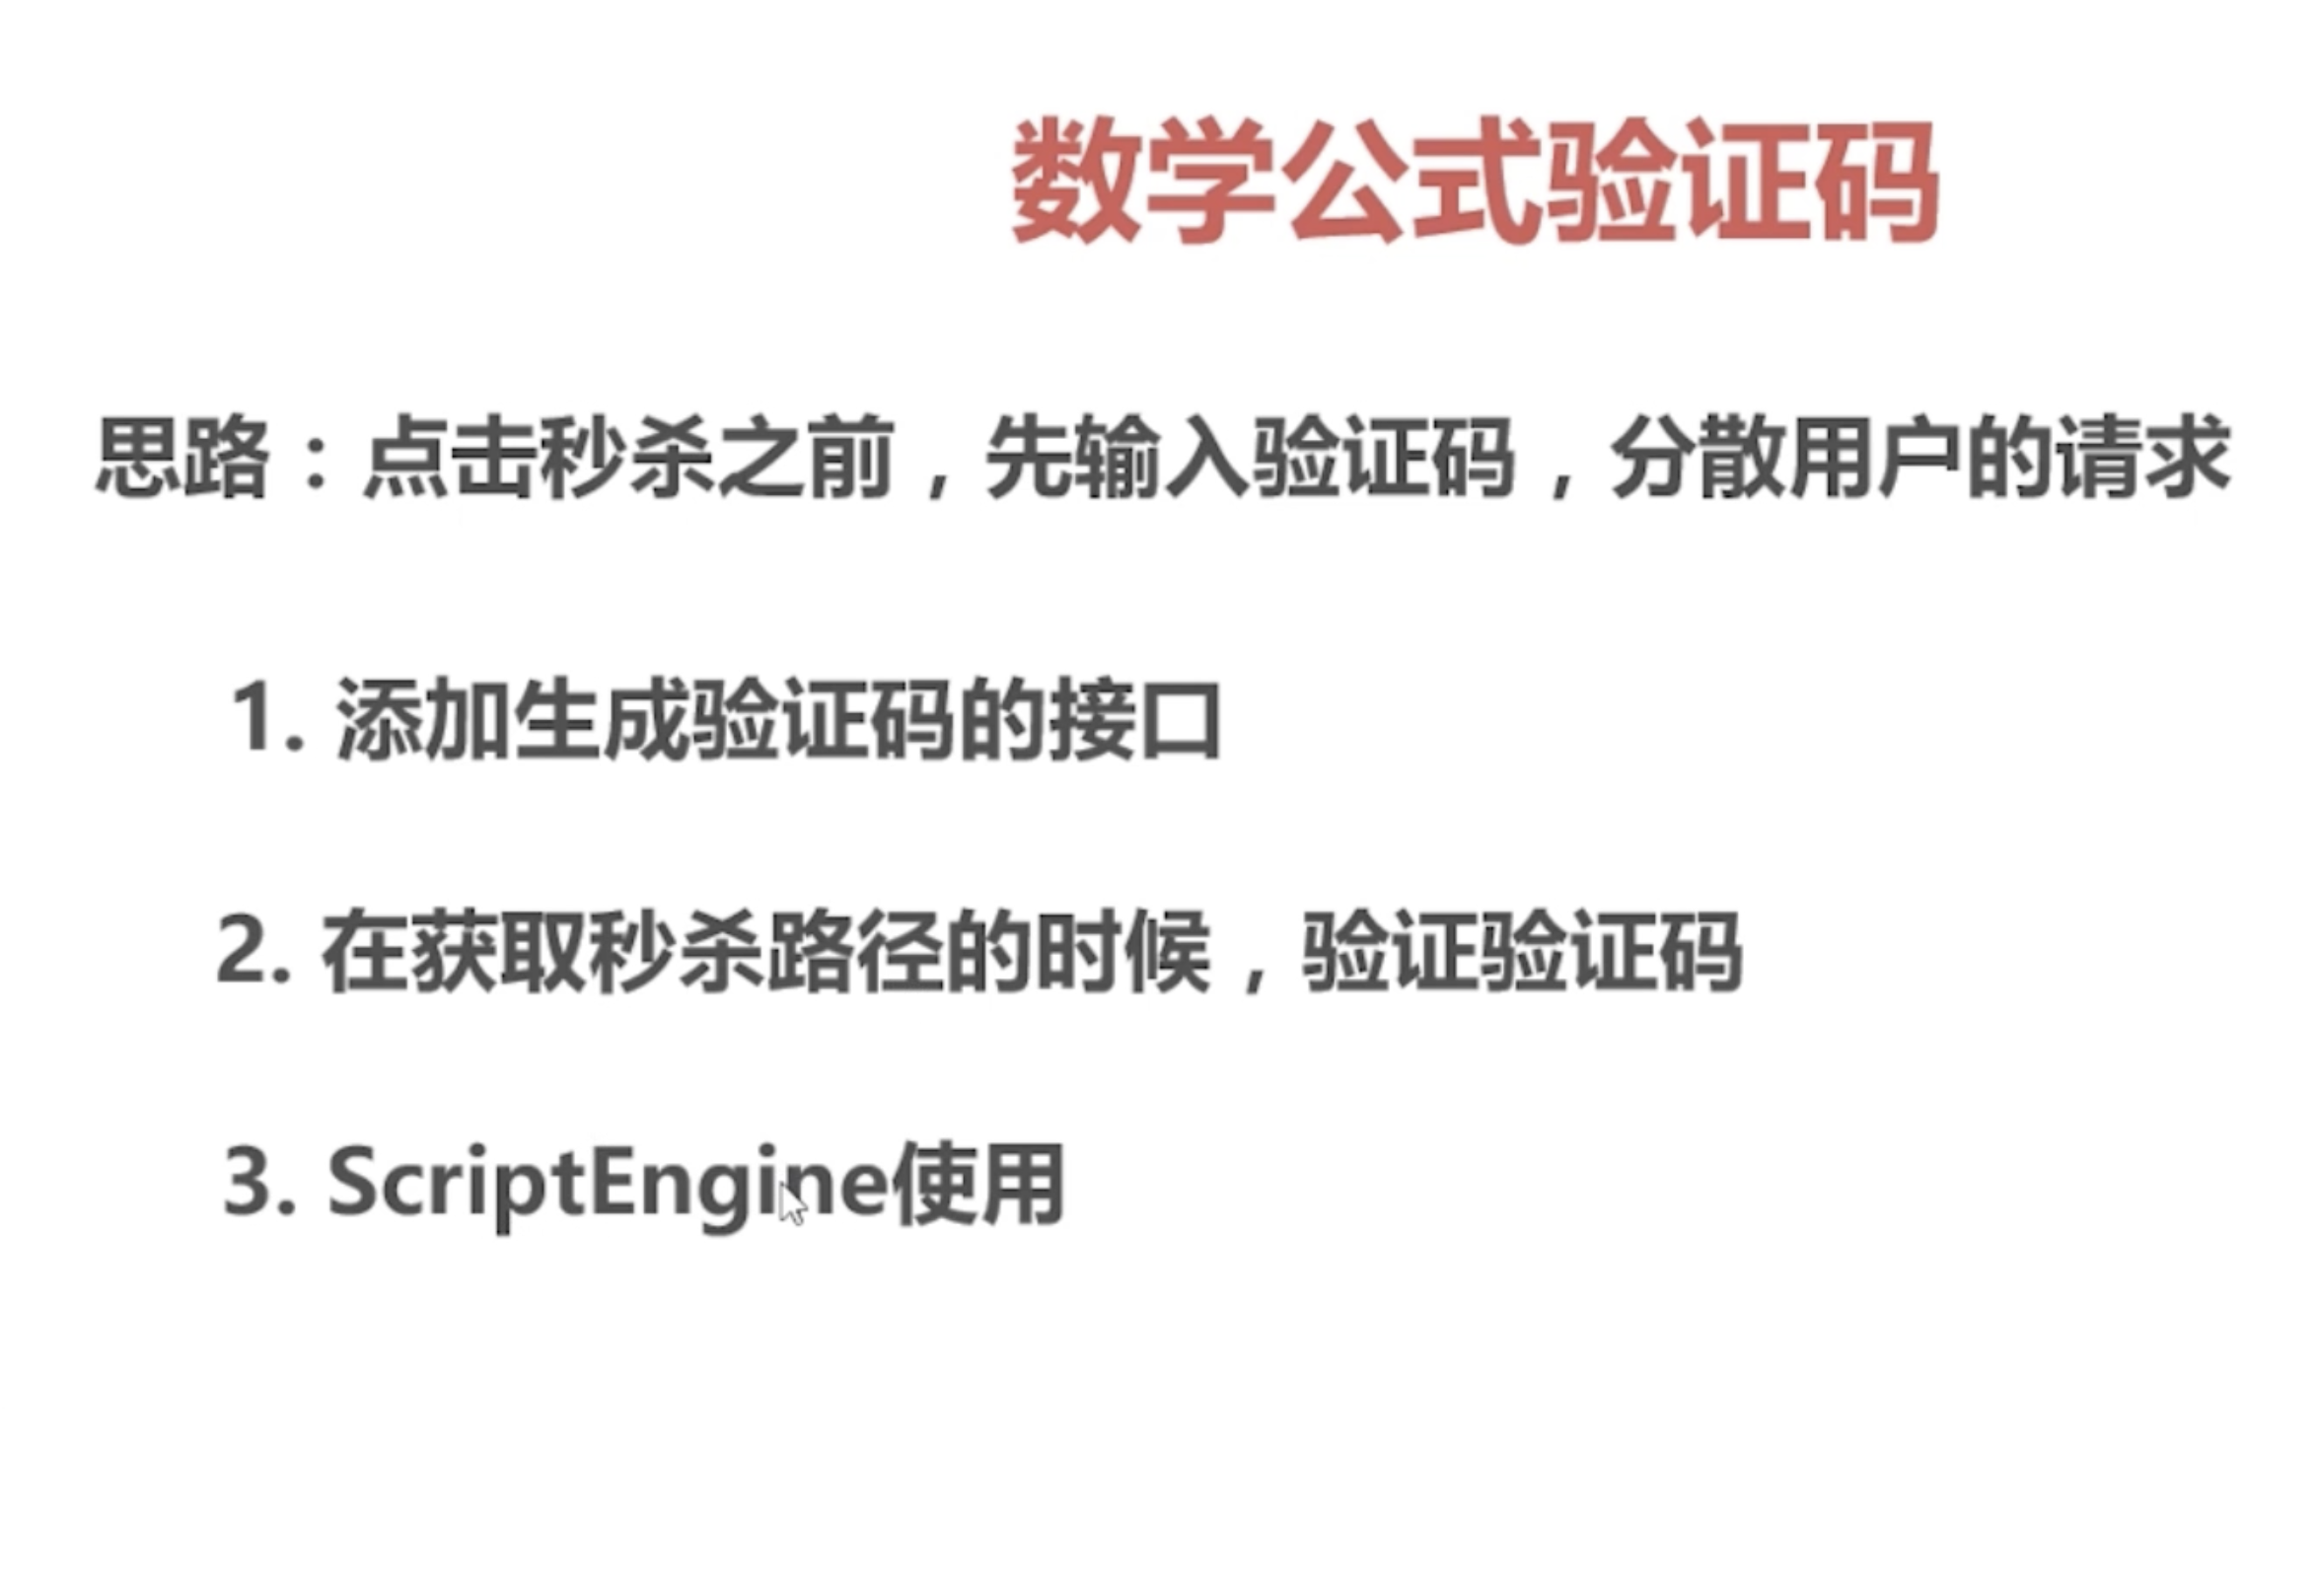 数学公式验证码
思路：点击秒杀之前，先输入验证码，分散用户的请求
1. 添加生成验证码的接口
2. 在获取秒杀路径的时候，验证验证码
3. ScriptEngine使用